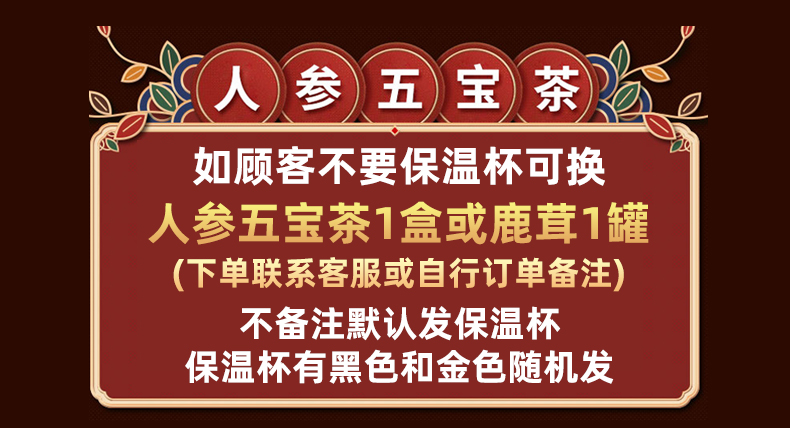 人参五宝茶
如顾客不要保温杯可换
人参五宝茶1盒或鹿茸1罐
(下单联系客服或自行订单备注)
不备注默认发保温杯
保温杯有黑色和金色随机发